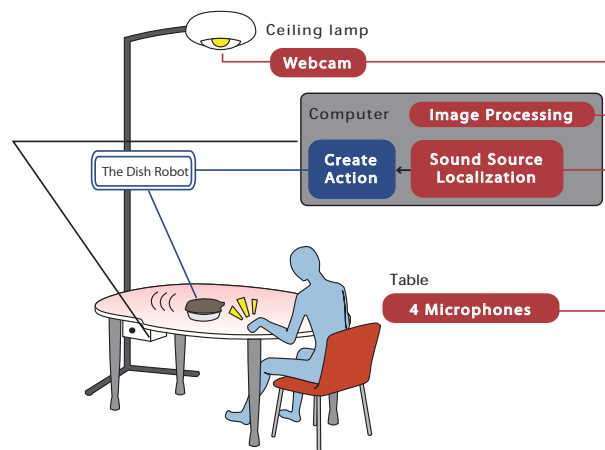 Ceiling lamp
Webcam
Computer
Image Processing
The Dish Robot
Create
Action
Sound Source
Localization
Table
4 Microphones